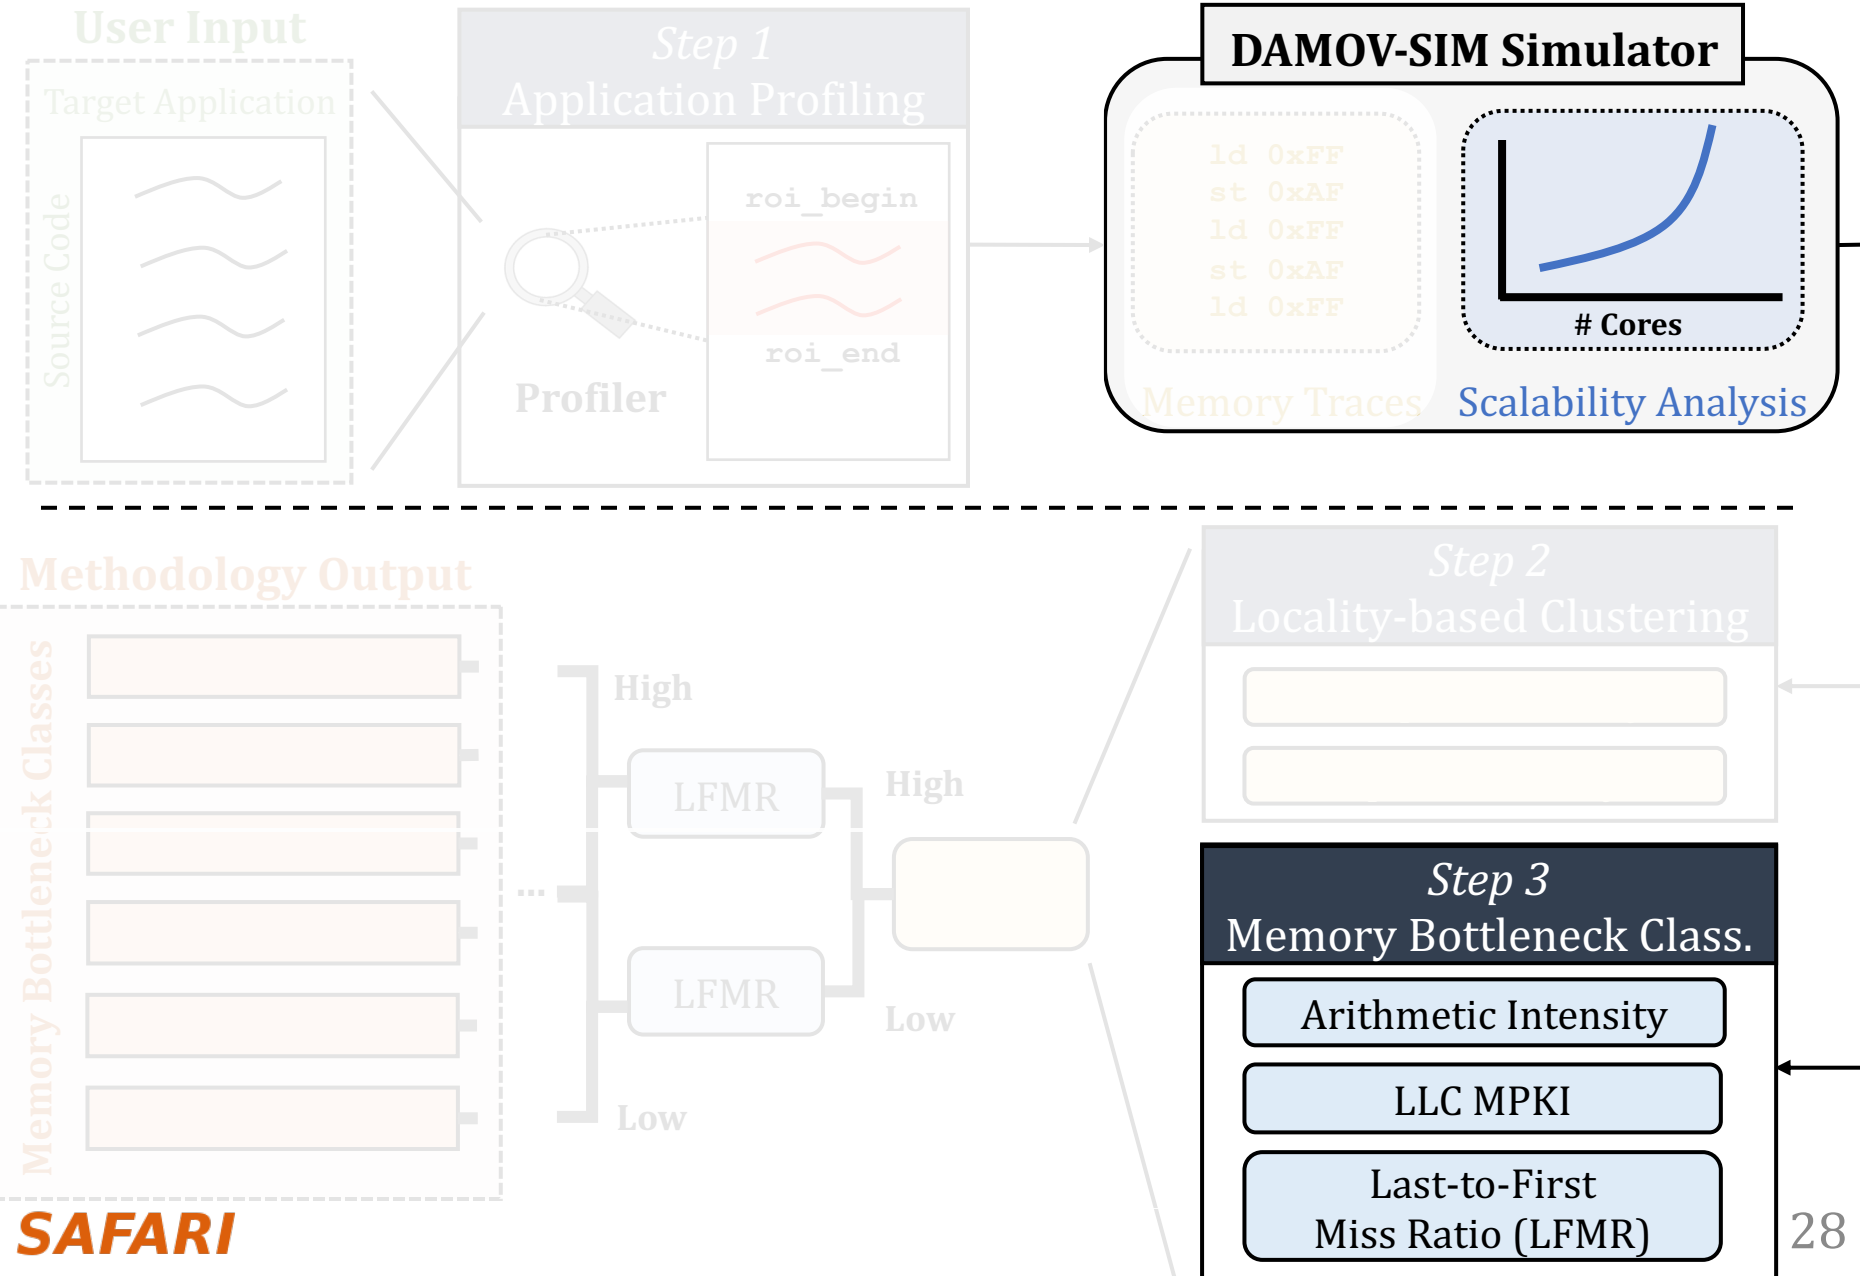 User Input
Target Application
Source Code
Step 1
Application Profiling
roi_begin
roi_end
Profiler
DAMOV-SIM Simulator
ld 0xFF
st 0xAF
ld 0xFF
st 0xAF
ld 0xFF
Memory Traces
# Cores
Scalability Analysis
Methodology Output
Memory Bottleneck Classes
...
High
Low
LFMR
LFMR
High
Low
Step 2
Locality-based Clustering
Step 3
Memory Bottleneck Class.
Arithmetic Intensity
LLC MPKI
Last-to-First
Miss Ratio (LFMR)
SAFARI
28